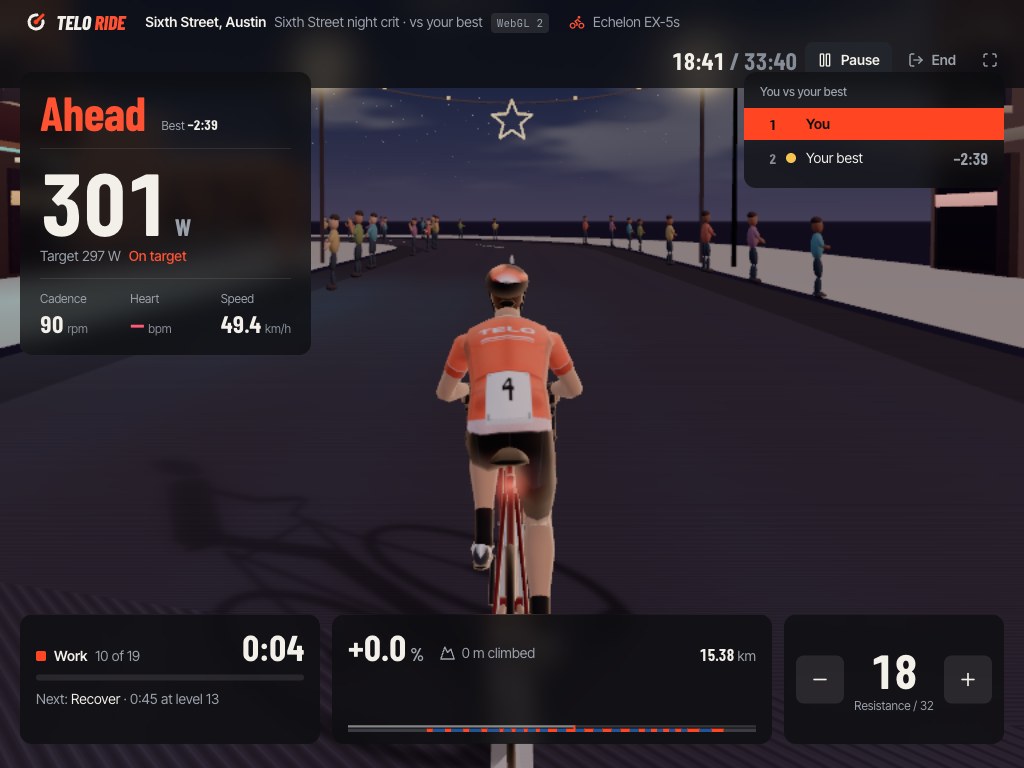 TELO RIDE
Sixth Street, Austin Sixth Street night crit · vs your best WebGL 2 Echelon EX-5s
18:41 / 33:40 Pause End
Ahead Best −2:39
301 W
Target 297 W On target
Cadence Heart Speed
90 rpm — bpm 49.4 km/h
You vs your best
1 You
2 Your best −2:39
TELO
4
Work 10 of 19 0:04
Next: Recover · 0:45 at level 13
+0.0 % 0 m climbed 15.38 km
− 18 +
Resistance / 32